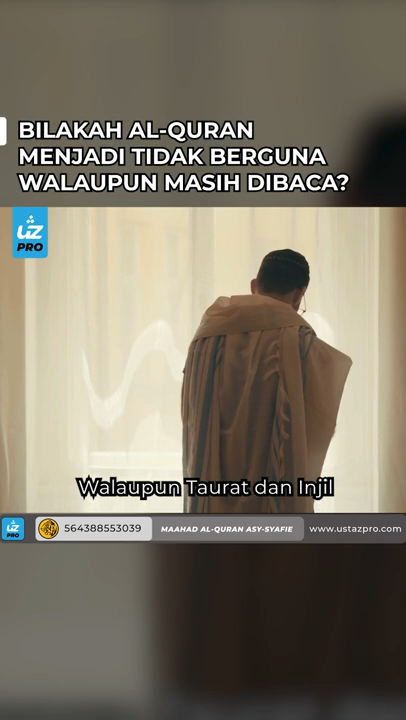 BILAKAH AL-QURAN
MENJADI TIDAK BERGUNA
WALAUPUN MASIH DIBACA?
uz
PRO
Walaupun Taurat dan Injil
uz
PRO
564388553039
MAAHAD AL-QURAN ASY-SYAFIE
www.ustazpro.com